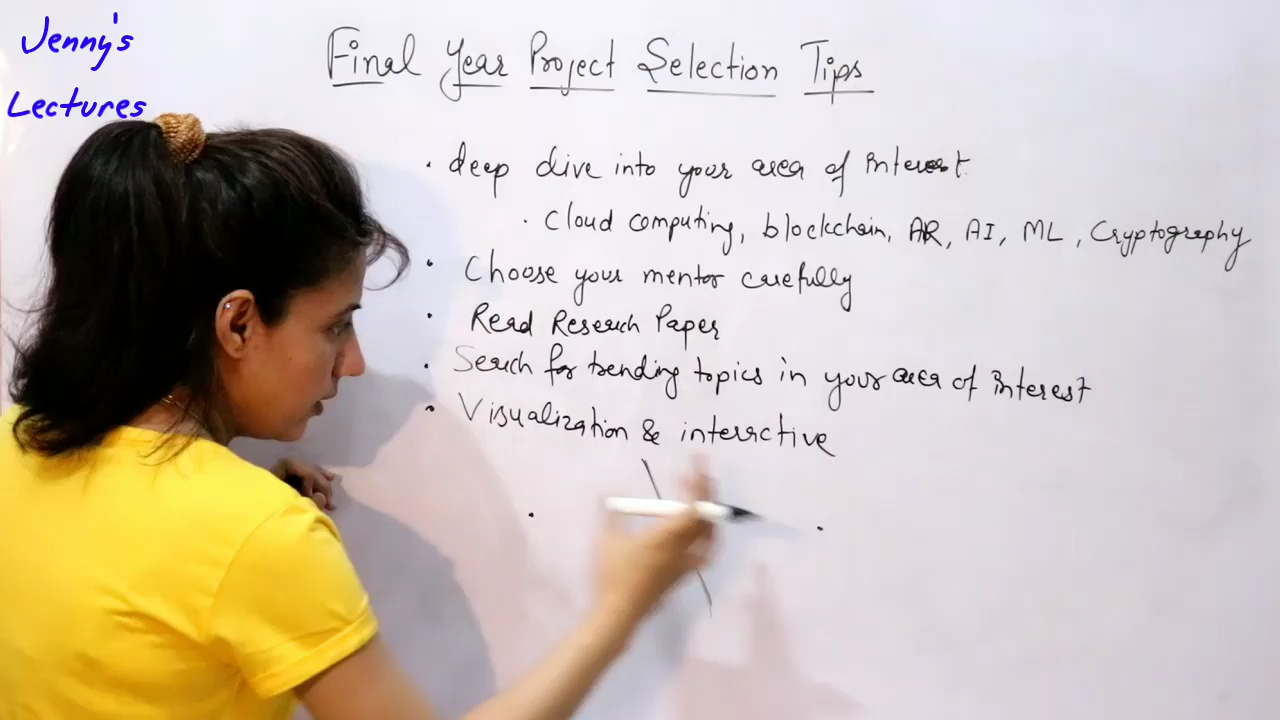 Jenny's
Lectures
Final Year Project Selection Tips
• deep dive into your area of interest
• Cloud computing, blockchain, AR, AI, ML, Cryptography
• Choose your mentor carefully
• Read Research Paper
• Search for trending topics in your area of interest
• Visualization & interactive